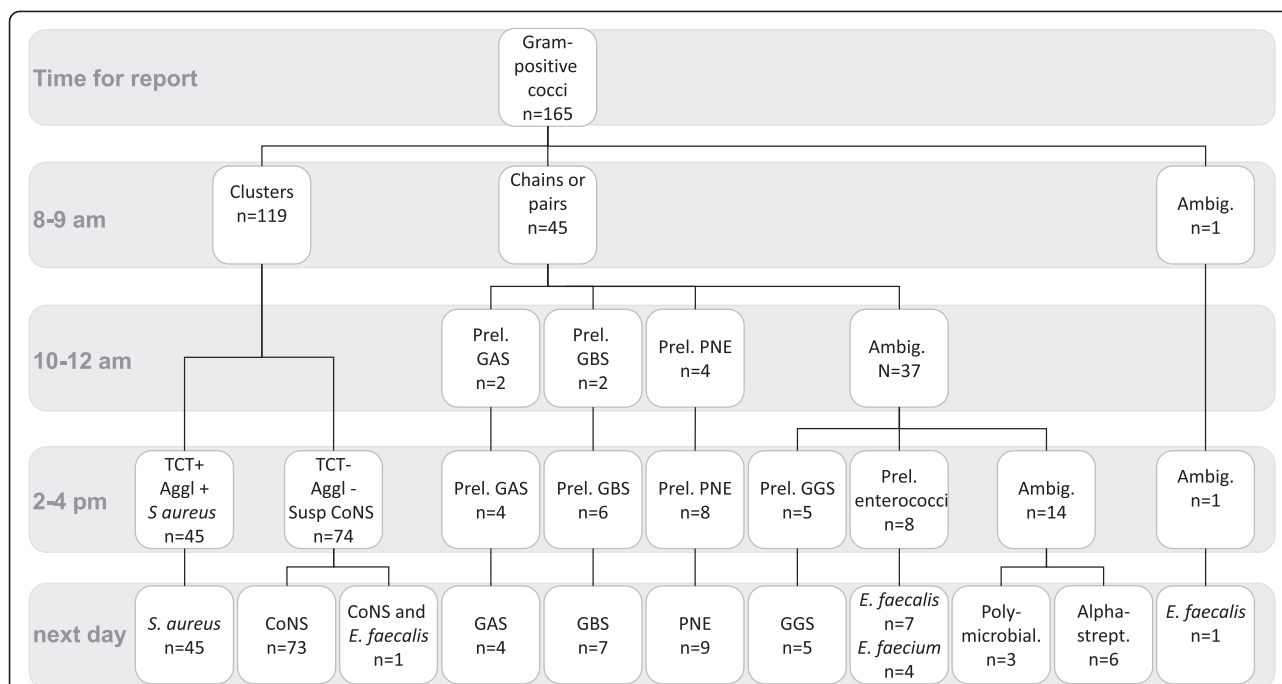 Time for report
Gram-
positive
cocci
n=165
8-9 am
Clusters
n=119
Chains or
pairs
n=45
Ambig.
n=1
10-12 am
Prel.
GAS
n=2
Prel.
GBS
n=2
Prel. PNE
n=4
Ambig.
N=37
2-4 pm
TCT+
Aggl +
S aureus
n=45
TCT-
Aggl -
Susp CoNS
n=74
Prel. GAS
n=4
Prel. GBS
n=6
Prel. PNE
n=8
Prel. GGS
n=5
Prel.
enterococci
n=8
Ambig.
n=14
Ambig.
n=1
next day
S. aureus
n=45
CoNS
n=73
CoNS and
E. faecalis
n=1
GAS
n=4
GBS
n=7
PNE
n=9
GGS
n=5
E. faecalis
n=7
E. faecium
n=4
Poly-
microbial.
n=3
Alpha-
strept.
n=6
E. faecalis
n=1